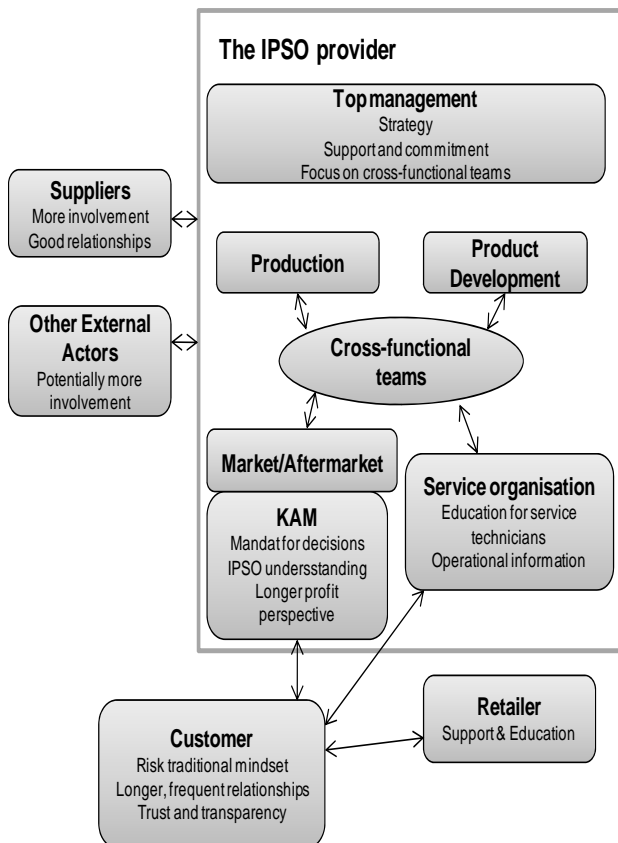 The IPSO provider
Top management
Strategy
Support and commitment
Focus on cross-functional teams
Suppliers
More involvement
Good relationships
Production
Product
Development
Other External
Actors
Potentially more
involvement
Cross-functional
teams
Market/Aftermarket
KAM
Mandat for decisions
IPSO undersstanding
Longer profit
perspective
Service organisation
Education for service
technicians
Operational information
Customer
Risk traditional mindset
Longer, frequent relationships
Trust and transparency
Retailer
Support & Education